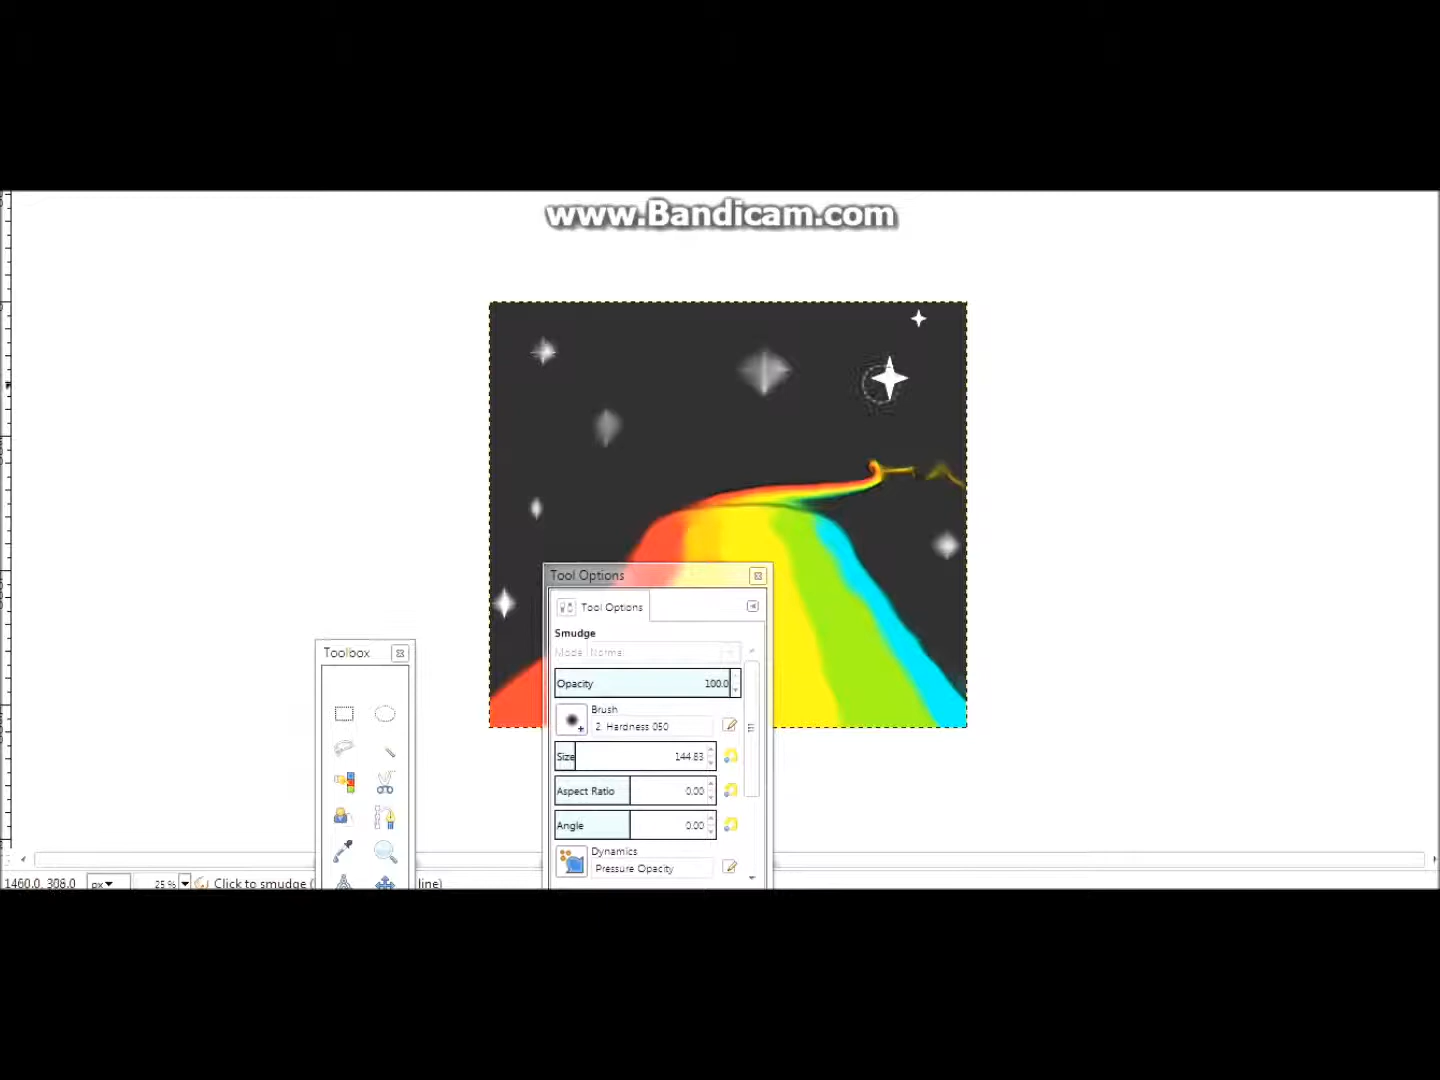 www.Bandicam.com
Tool Options
Tool Options
Smudge
Mode Normal
Opacity 100.0
Brush
2. Hardness 050
Size 144.83
Aspect Ratio 0.00
Angle 0.00
Dynamics
Pressure Opacity
Toolbox
1460.0, 308.0 px 25 % Click to smudge ( line)